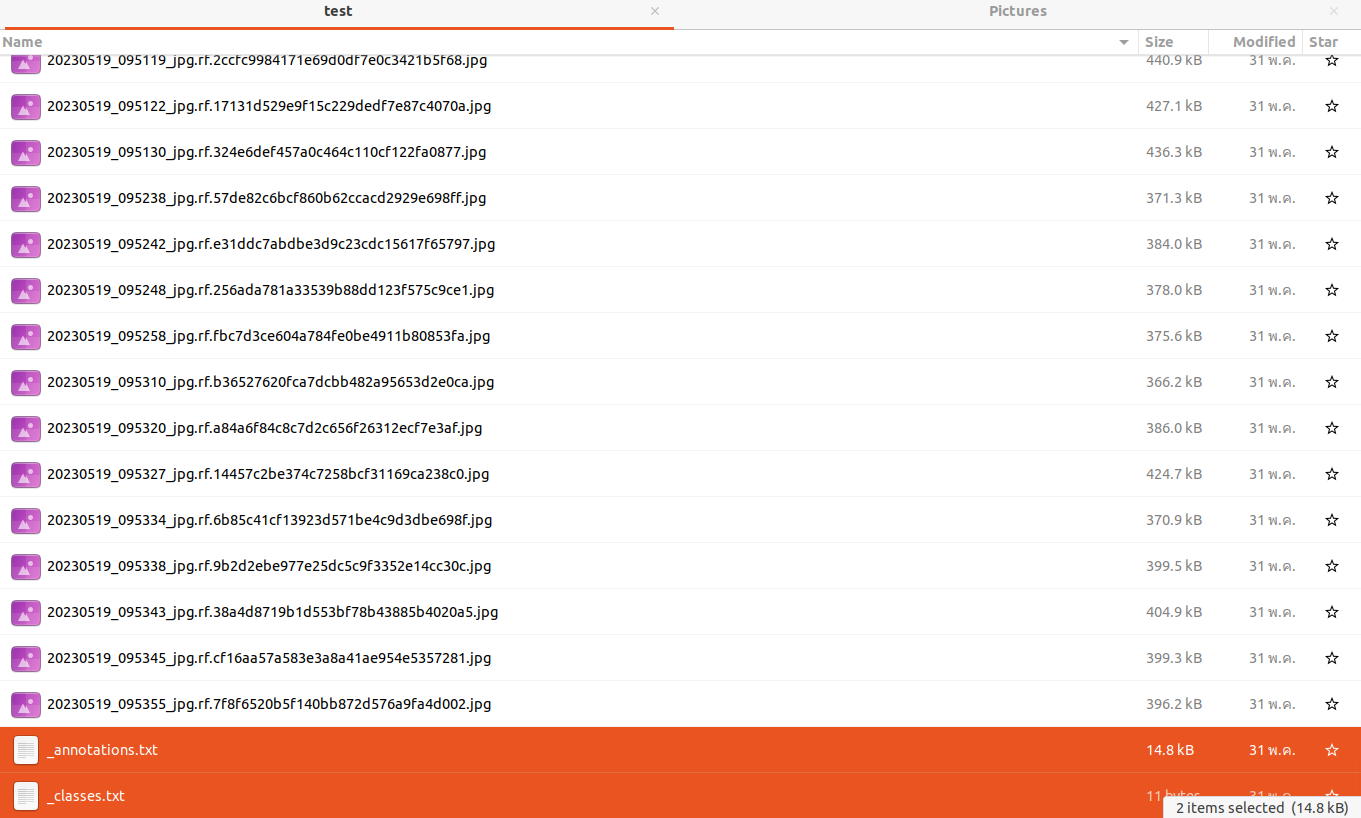 test × Pictures ×
Name Size Modified Star
20230519_095119_jpg.rf.2ccfc9984171e69d0df7e0c3421b5f68.jpg 440.9 kB 31 พ.ค.
20230519_095122_jpg.rf.17131d529e9f15c229dedf7e87c4070a.jpg 427.1 kB 31 พ.ค.
20230519_095130_jpg.rf.324e6def457a0c464c110cf122fa0877.jpg 436.3 kB 31 พ.ค.
20230519_095238_jpg.rf.57de82c6bcf860b62ccacd2929e698ff.jpg 371.3 kB 31 พ.ค.
20230519_095242_jpg.rf.e31ddc7abdbe3d9c23cdc15617f65797.jpg 384.0 kB 31 พ.ค.
20230519_095248_jpg.rf.256ada781a33539b88dd123f575c9ce1.jpg 378.0 kB 31 พ.ค.
20230519_095258_jpg.rf.fbc7d3ce604a784fe0be4911b80853fa.jpg 375.6 kB 31 พ.ค.
20230519_095310_jpg.rf.b36527620fca7dcbb482a95653d2e0ca.jpg 366.2 kB 31 พ.ค.
20230519_095320_jpg.rf.a84a6f84c8c7d2c656f26312ecf7e3af.jpg 386.0 kB 31 พ.ค.
20230519_095327_jpg.rf.14457c2be374c7258bcf31169ca238c0.jpg 424.7 kB 31 พ.ค.
20230519_095334_jpg.rf.6b85c41cf13923d571be4c9d3dbe698f.jpg 370.9 kB 31 พ.ค.
20230519_095338_jpg.rf.9b2d2ebe977e25dc5c9f3352e14cc30c.jpg 399.5 kB 31 พ.ค.
20230519_095343_jpg.rf.38a4d8719b1d553bf78b43885b4020a5.jpg 404.9 kB 31 พ.ค.
20230519_095345_jpg.rf.cf16aa57a583e3a8a41ae954e5357281.jpg 399.3 kB 31 พ.ค.
20230519_095355_jpg.rf.7f8f6520b5f140bb872d576a9fa4d002.jpg 396.2 kB 31 พ.ค.
_annotations.txt 14.8 kB 31 พ.ค.
_classes.txt 11 bytes 31 พ.ค.
2 items selected (14.8 kB)